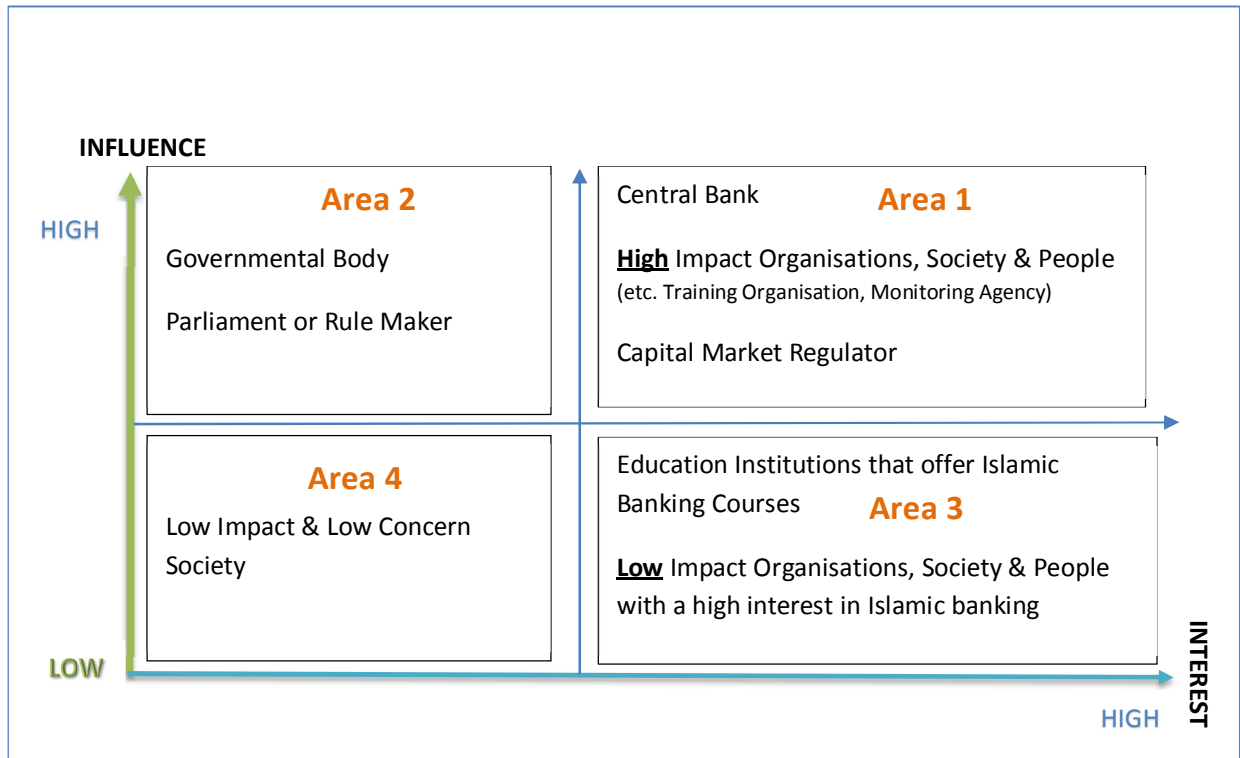 INFLUENCE
HIGH
Area 2
Governmental Body
Parliament or Rule Maker
Central Bank
Area 1
High Impact Organisations, Society & People
(etc. Training Organisation, Monitoring Agency)
Capital Market Regulator
Area 4
Low Impact & Low Concern
Society
Education Institutions that offer Islamic
Banking Courses
Area 3
Low Impact Organisations, Society & People
with a high interest in Islamic banking
LOW
HIGH
INTEREST